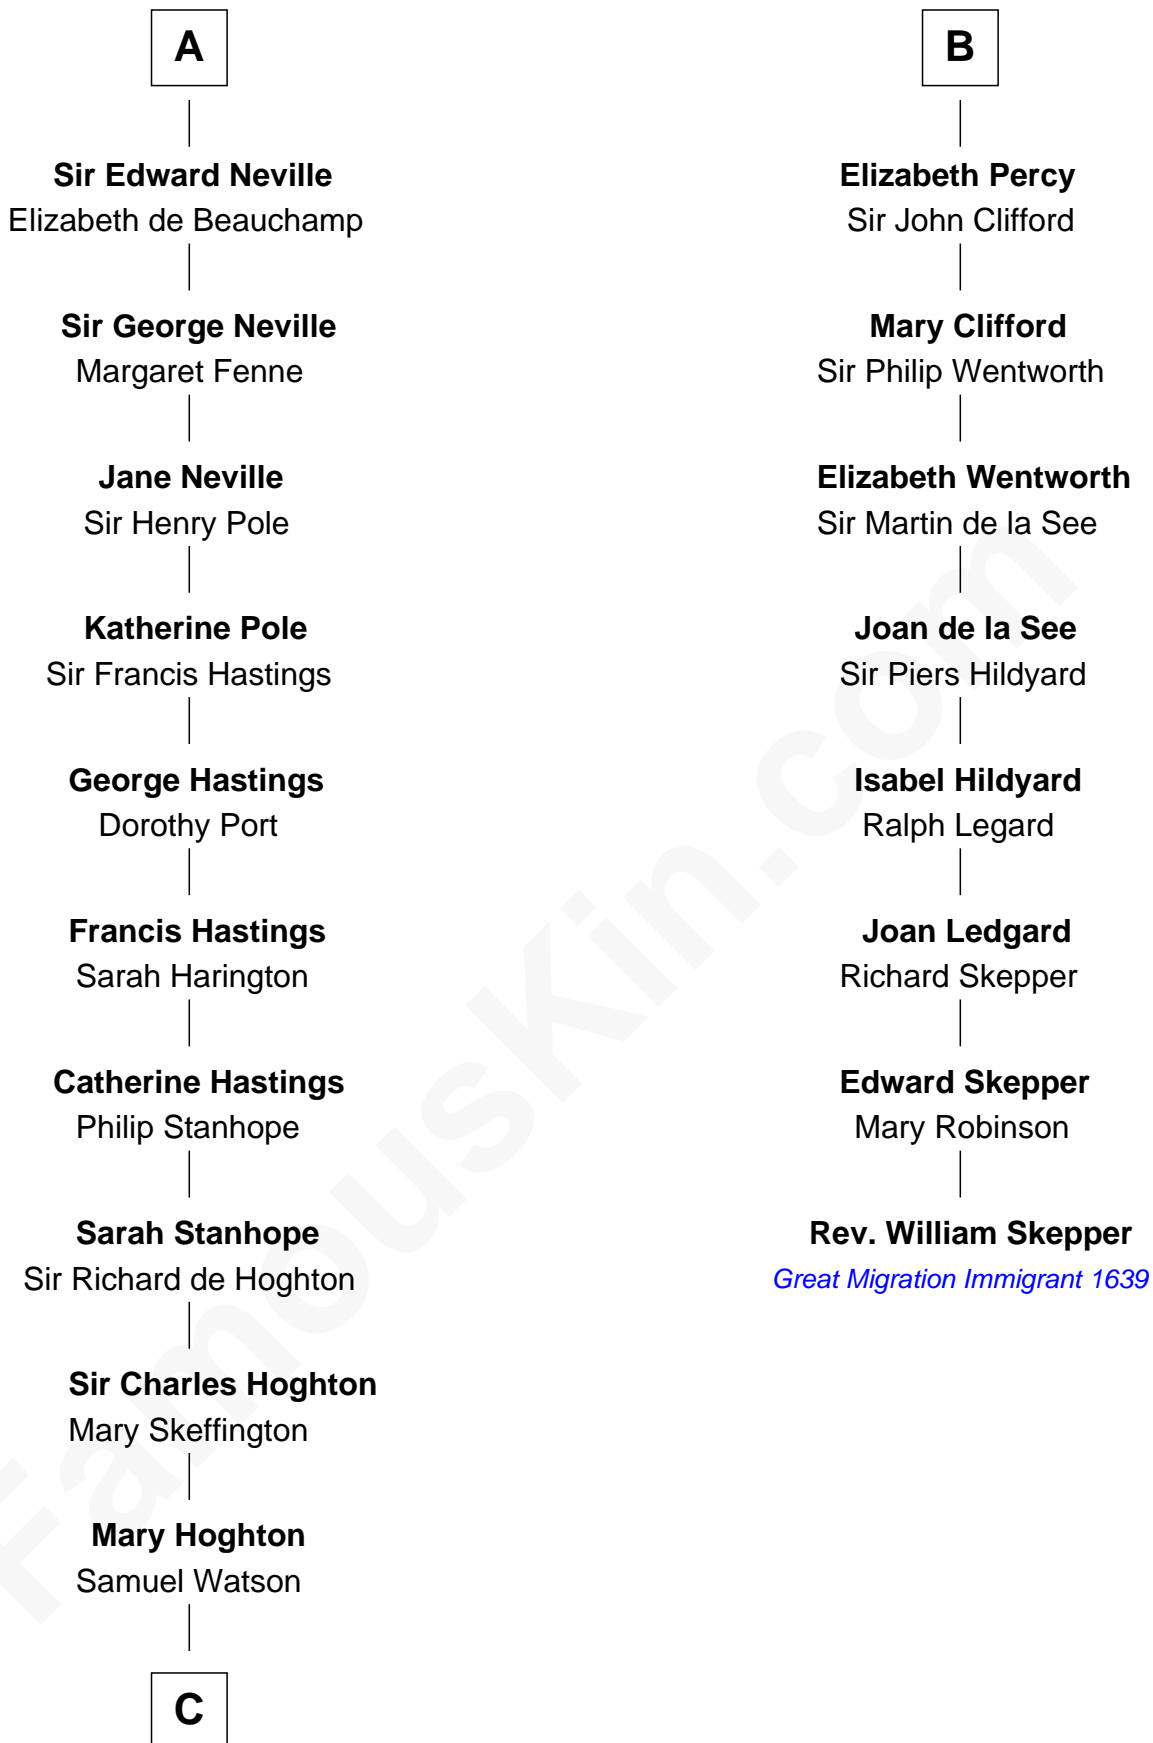 A
Sir Edward Neville
Elizabeth de Beauchamp
Sir George Neville
Margaret Fenne
Jane Neville
Sir Henry Pole
Katherine Pole
Sir Francis Hastings
George Hastings
Dorothy Port
Francis Hastings
Sarah Harington
Catherine Hastings
Philip Stanhope
Sarah Stanhope
Sir Richard de Hoghton
Sir Charles Hoghton
Mary Skeffington
Mary Hoghton
Samuel Watson
C
B
Elizabeth Percy
Sir John Clifford
Mary Clifford
Sir Philip Wentworth
Elizabeth Wentworth
Sir Martin de la See
Joan de la See
Sir Piers Hildyard
Isabel Hildyard
Ralph Legard
Joan Ledgard
Richard Skepper
Edward Skepper
Mary Robinson
Rev. William Skepper
Great Migration Immigrant 1639
FamousKin.com